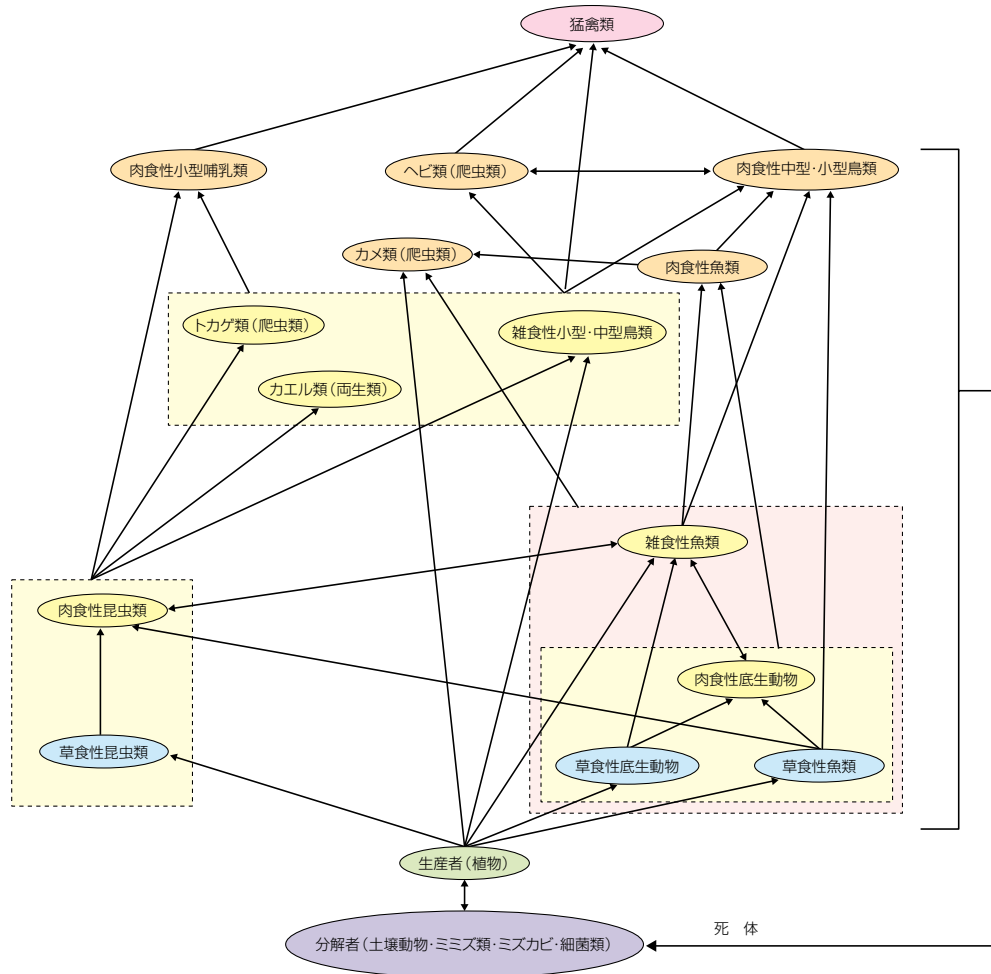 猛禽類
肉食性小型哺乳類
ヘビ類(爬虫類)
肉食性中型・小型鳥類
カメ類(爬虫類)
肉食性魚類
トカゲ類(爬虫類)
雑食性小型・中型鳥類
カエル類(両生類)
雑食性魚類
肉食性昆虫類
肉食性底生動物
草食性昆虫類
草食性底生動物
草食性魚類
生産者(植物)
死 体
分解者(土壌動物・ミミズ類・ミズカビ・細菌類)